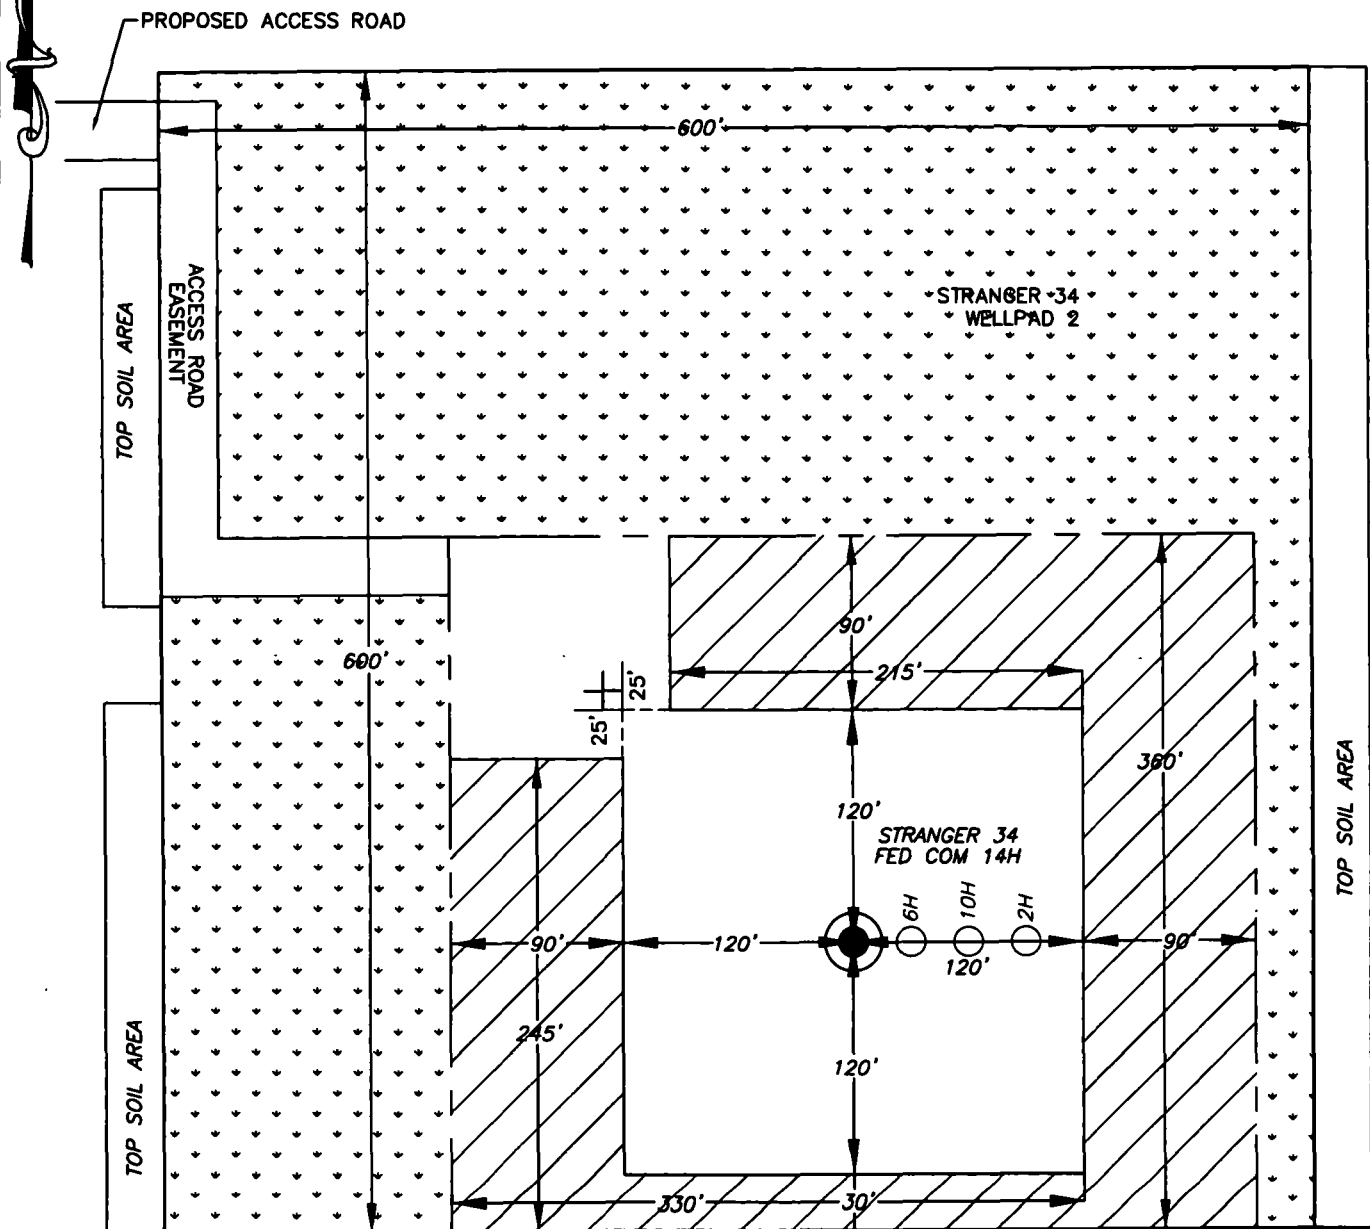 PROPOSED ACCESS ROAD
600'
ACCESS ROAD
EASEMENT
TOP SOIL AREA
STRANGER 34
WELLPAD 2
600'
90'
215'
25'
25'
360'
120'
STRANGER 34
FED COM 14H
6H
10H
2H
90'
120'
120'
90'
245'
120'
TOP SOIL AREA
TOP SOIL AREA
330'
30'